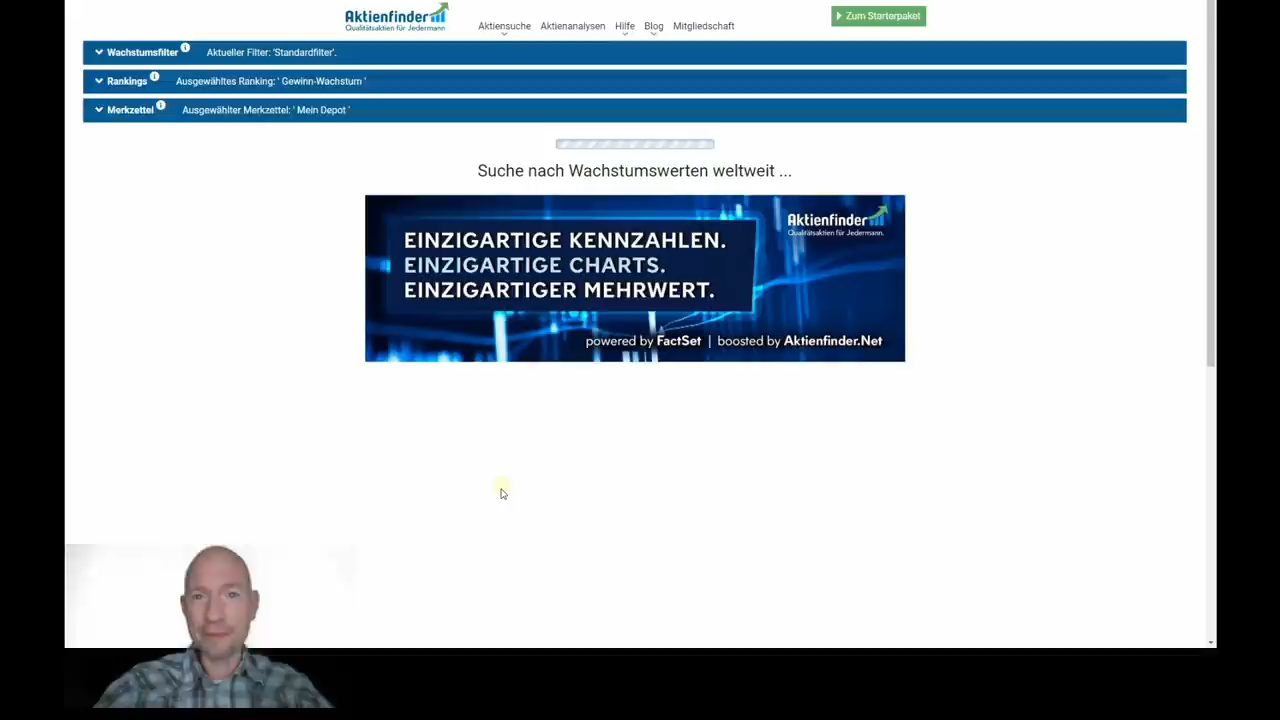 Aktienfinder
Qualitätsaktien für Jedermann.
Aktiensuche
Aktienanalysen
Hilfe
Blog
Mitgliedschaft
Zum Starterpaket
Wachstumsfilter i Aktueller Filter: 'Standardfilter'.
Rankings i Ausgewähltes Ranking: ' Gewinn-Wachstum '
Merkzettel i Ausgewählter Merkzettel: ' Mein Depot '
Suche nach Wachstumswerten weltweit ...
Aktienfinder
Qualitätsaktien für Jedermann.
EINZIGARTIGE KENNZAHLEN.
EINZIGARTIGE CHARTS.
EINZIGARTIGER MEHRWERT.
powered by FactSet | boosted by Aktienfinder.Net